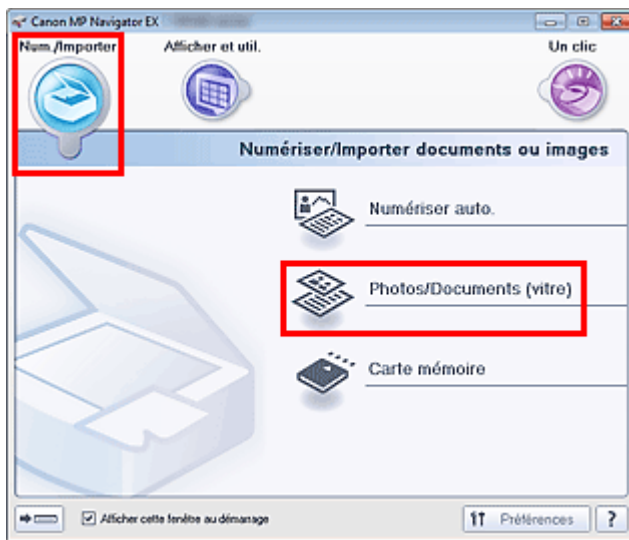 Canon MP Navigator EX
Num./Importer
Afficher et util.
Un clic
Numériser/Importer documents ou images
Numériser auto.
Photos/Documents (vitre)
Carte mémoire
Afficher cette fenêtre au démarrage
Préférences
?